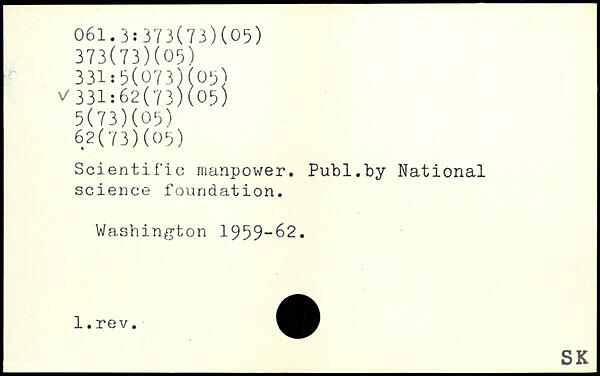 061.3:373(73)(05)
373(73)(05)
331:5(073)(05)
✓ 331:62(73)(05)
5(73)(05)
62(73)(05)
Scientific manpower. Publ.by National
science foundation.
Washington 1959-62.
1.rev.
SK